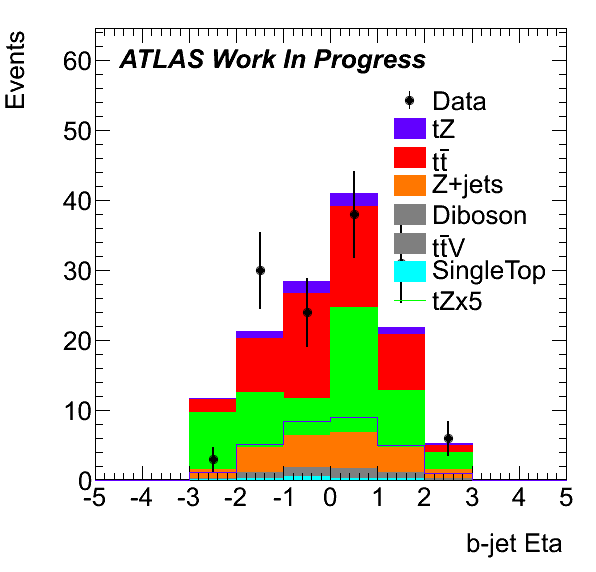 Events
ATLAS Work In Progress
60
50
40
30
20
10
0
Data
tZ
tt̄
Z+jets
Diboson
tt̄V
SingleTop
tZx5
-5 -4 -3 -2 -1 0 1 2 3 4 5
b-jet Eta